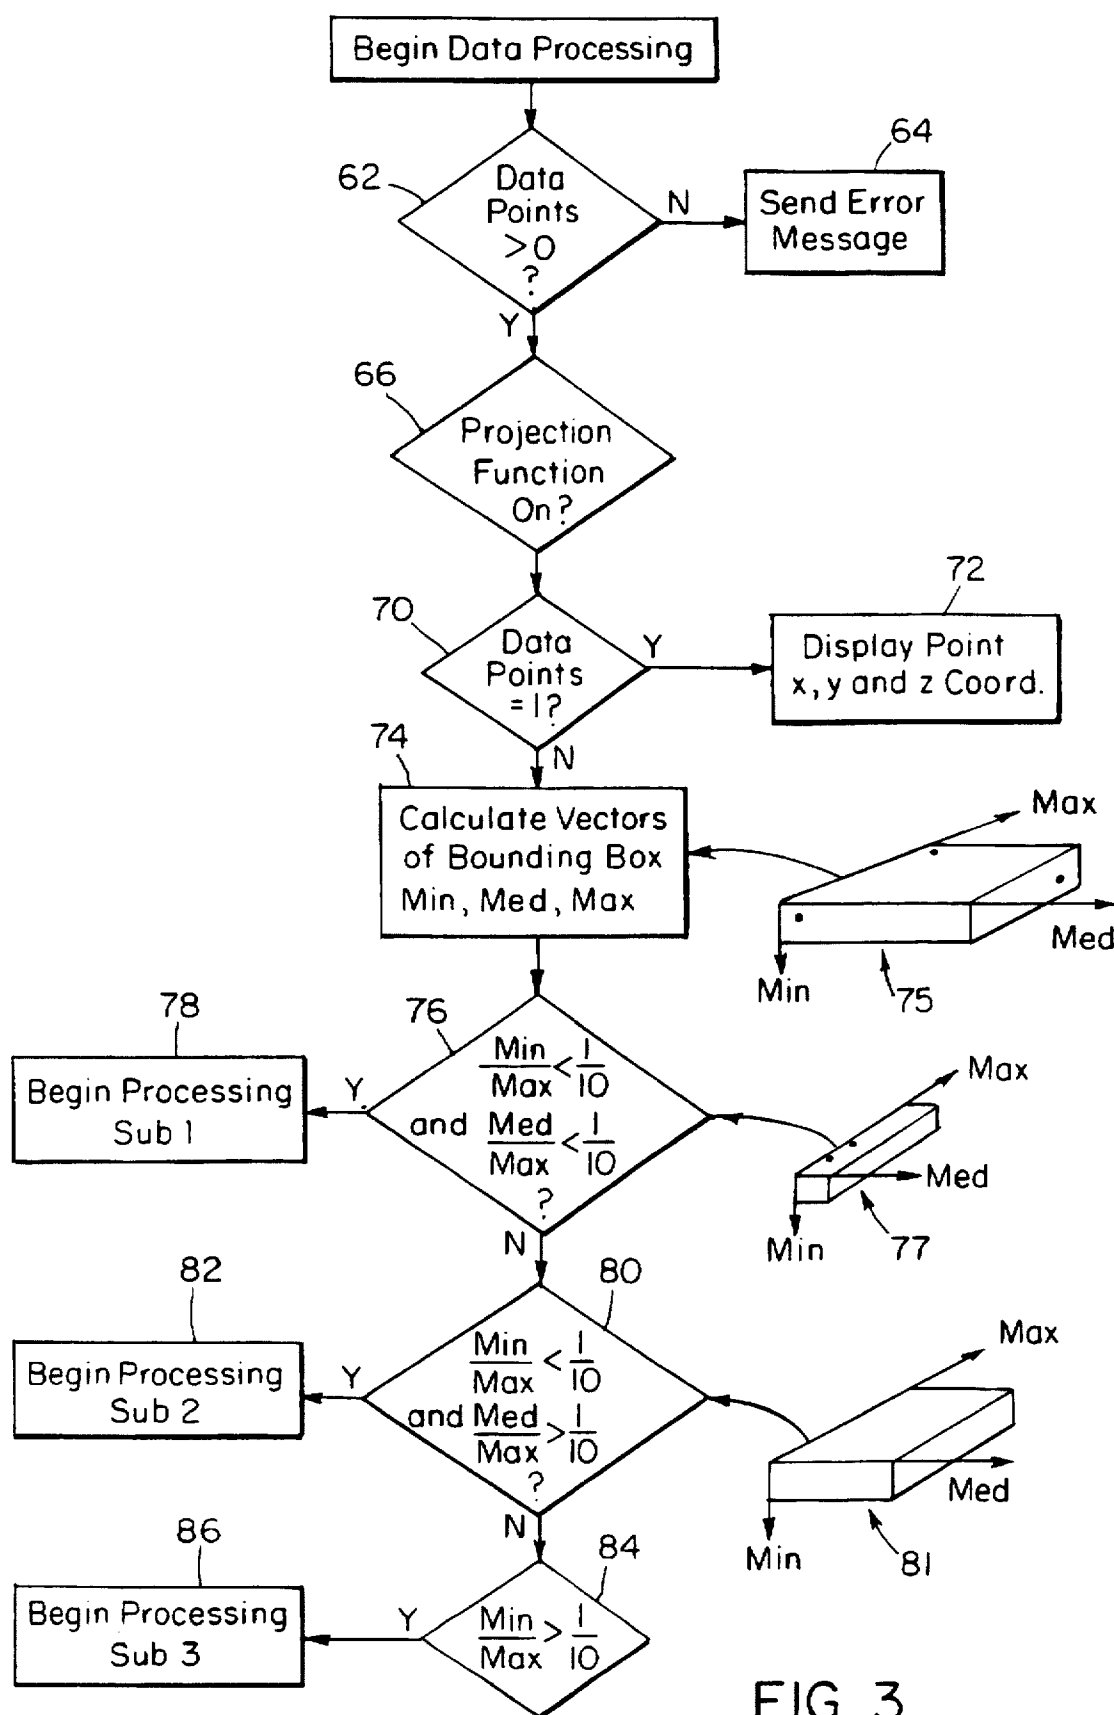 Begin Data Processing
62
Data
Points
>0
?
N
64
Send Error
Message
Y
66
Projection
Function
On?
70
Data
Points
=1?
Y
72
Display Point
x, y and z Coord.
N
74
Calculate Vectors
of Bounding Box
Min, Med, Max
Max
Med
Min
75
76
Min/Max < 1/10
and Med/Max < 1/10
?
Y
78
Begin Processing
Sub 1
Max
Med
Min
77
N
80
Min/Max < 1/10
and Med/Max > 1/10
?
Y
82
Begin Processing
Sub 2
Max
Med
Min
81
N
84
Min/Max > 1/10
Y
86
Begin Processing
Sub 3
FIG. 3